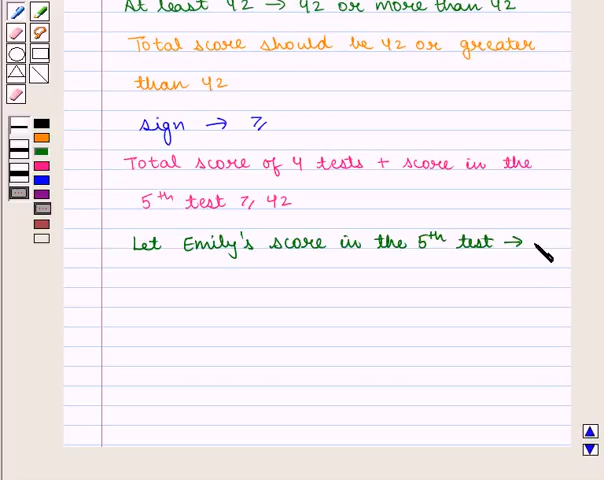 At least 42 → 42 or more than 42
Total score should be 42 or greater
than 42
sign → ≥
Total score of 4 tests + score in the
5th test ≥ 42
Let Emily's score in the 5th test →